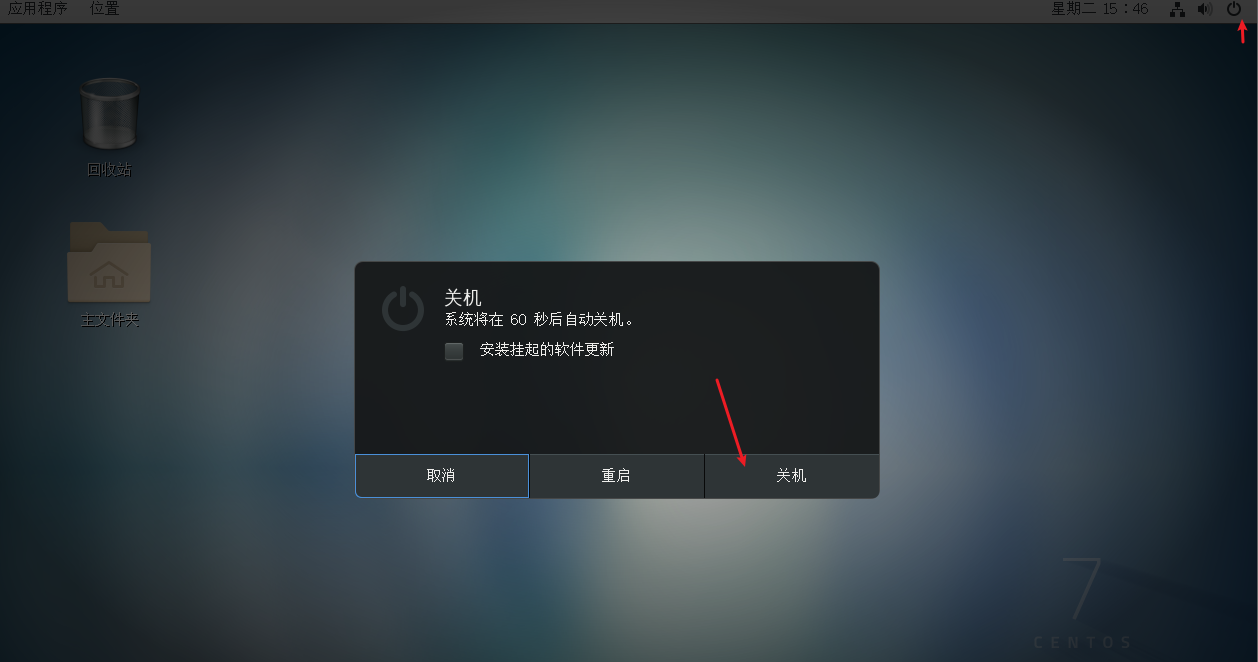 应用程序 位置 星期二 15：46
回收站
主文件夹
关机
系统将在 60 秒后自动关机。
安装挂起的软件更新
取消 重启 关机
7
CENTOS